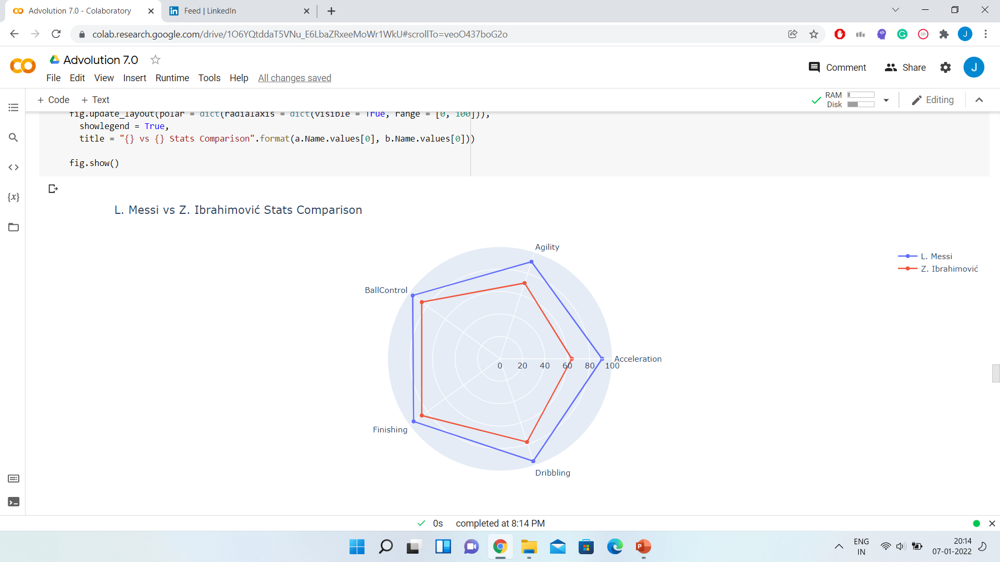 Advolution 7.0 - Colaboratory
Feed | LinkedIn
colab.research.google.com/drive/1O6YQtddaT5VNu_E6LbaZRxeeMoWr1WkU#scrollTo=veoO437boG2o
J
Advolution 7.0
Comment
Share
J
File Edit View Insert Runtime Tools Help All changes saved
+ Code + Text
RAM
Disk
Editing
fig.update_layout(polar = dict(radialaxis = dict(visible = True, range = [0, 100])),
showlegend = True,
title = "{} vs {} Stats Comparison".format(a.Name.values[0], b.Name.values[0]))
fig.show()
{x}
L. Messi vs Z. Ibrahimović Stats Comparison
Agility
L. Messi
Z. Ibrahimović
BallControl
Acceleration
0 20 40 60 80 100
Finishing
Dribbling
0s completed at 8:14 PM
ENG
IN
20:14
07-01-2022